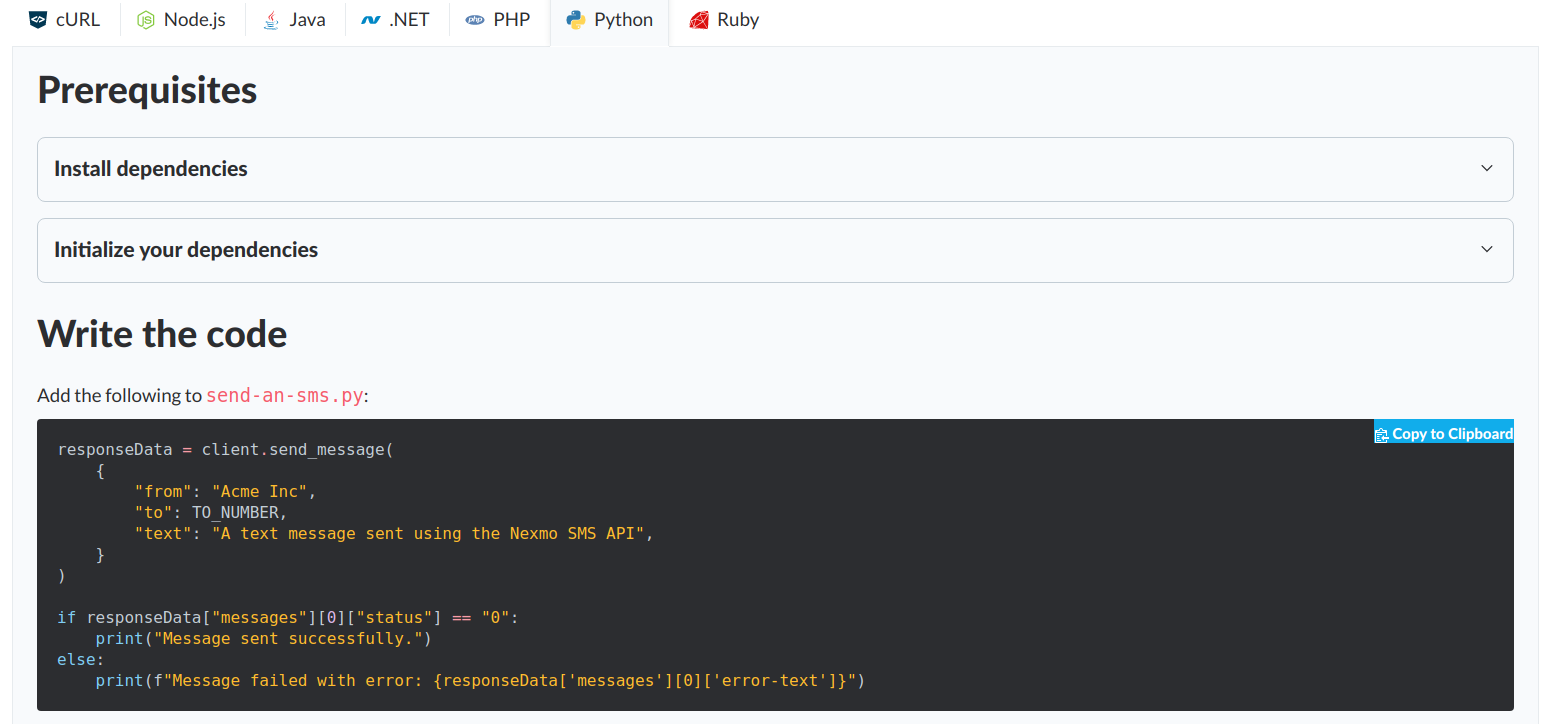 cURL Node.js Java .NET PHP Python Ruby
Prerequisites
Install dependencies
Initialize your dependencies
Write the code
Add the following to send-an-sms.py:
Copy to Clipboard
responseData = client.send_message(
    {
        "from": "Acme Inc",
        "to": TO_NUMBER,
        "text": "A text message sent using the Nexmo SMS API",
    }
)
if responseData["messages"][0]["status"] == "0":
    print("Message sent successfully.")
else:
    print(f"Message failed with error: {responseData['messages'][0]['error-text']}")